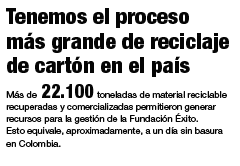 Tenemos el proceso
más grande de reciclaje
de cartón en el país
Más de 22.100 toneladas de material reciclable
recuperadas y comercializadas permitieron generar
recursos para la gestión de la Fundación Éxito.
Esto equivale, aproximadamente, a un día sin basura
en Colombia.